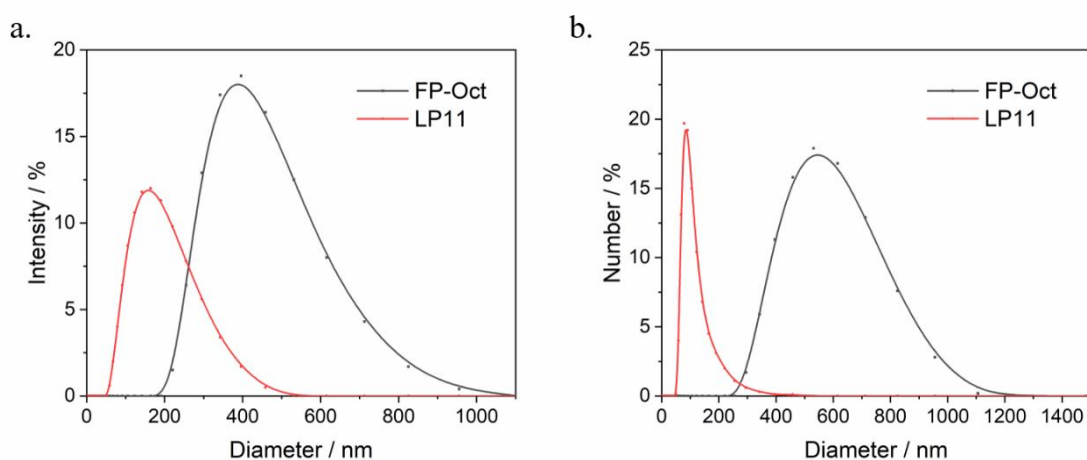 a.
20
15
10
5
0
Intensity / %
FP-Oct
LP11
0 200 400 600 800 1000
Diameter / nm
b.
25
20
15
10
5
0
Number / %
FP-Oct
LP11
0 200 400 600 800 1000 1200 1400
Diameter / nm